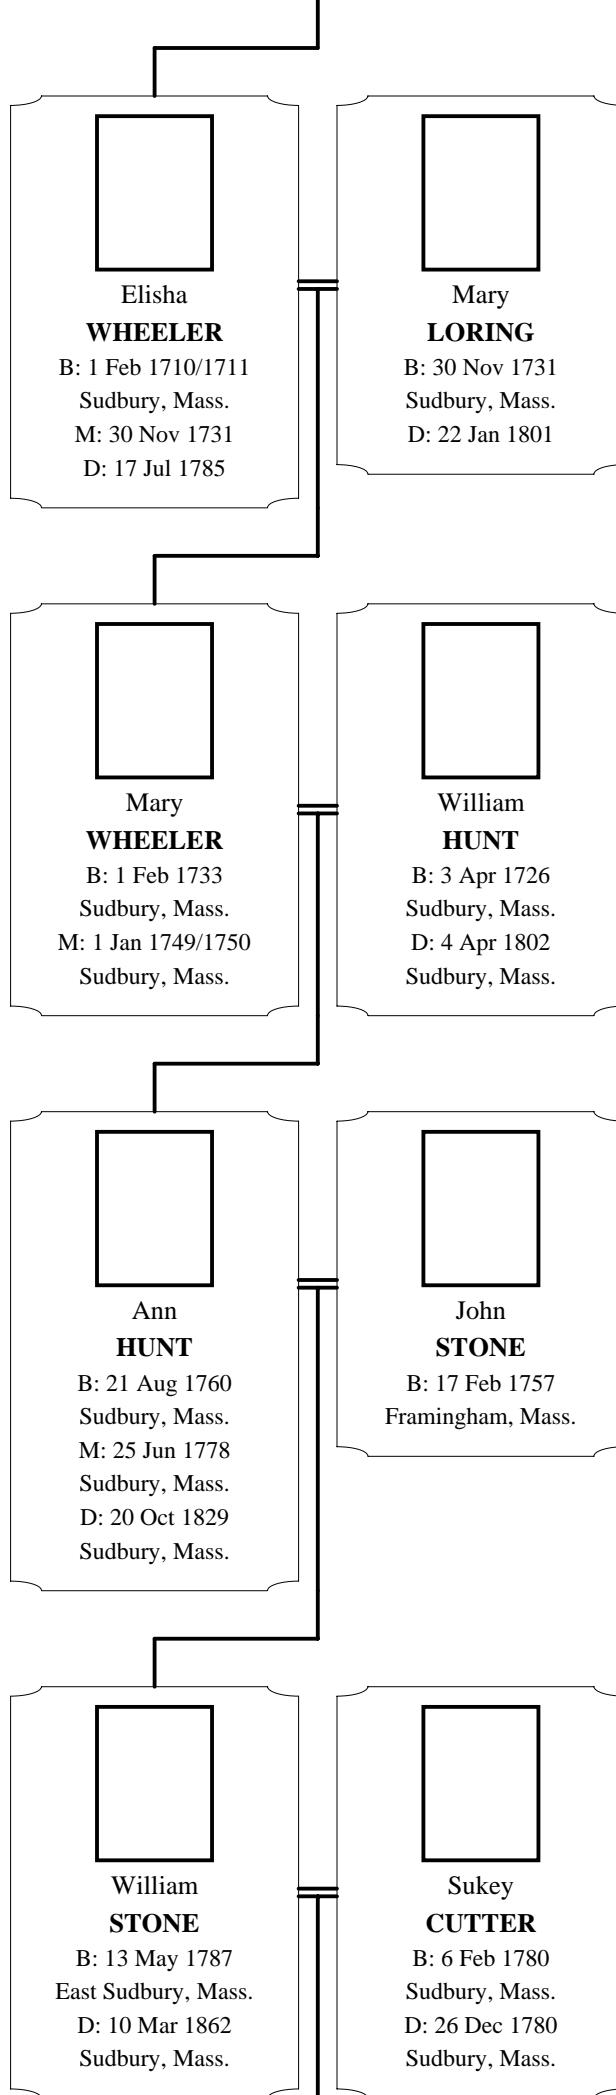 Elisha
WHEELER
B: 1 Feb 1710/1711
Sudbury, Mass.
M: 30 Nov 1731
D: 17 Jul 1785
Mary
LORING
B: 30 Nov 1731
Sudbury, Mass.
D: 22 Jan 1801
Mary
WHEELER
B: 1 Feb 1733
Sudbury, Mass.
M: 1 Jan 1749/1750
Sudbury, Mass.
William
HUNT
B: 3 Apr 1726
Sudbury, Mass.
D: 4 Apr 1802
Sudbury, Mass.
Ann
HUNT
B: 21 Aug 1760
Sudbury, Mass.
M: 25 Jun 1778
Sudbury, Mass.
D: 20 Oct 1829
Sudbury, Mass.
John
STONE
B: 17 Feb 1757
Framingham, Mass.
William
STONE
B: 13 May 1787
East Sudbury, Mass.
D: 10 Mar 1862
Sudbury, Mass.
Sukey
CUTTER
B: 6 Feb 1780
Sudbury, Mass.
D: 26 Dec 1780
Sudbury, Mass.